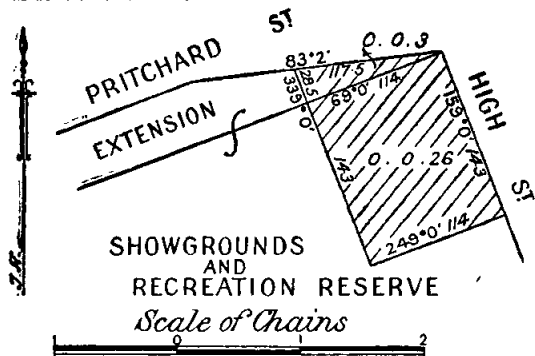 PRITCHARD ST
EXTENSION
HIGH ST.
83°2'
117.5
0.0.3
28.5
339°0'
69°0' 114
159°0'
143
143
0.0.26
249°0' 114
SHOWGROUNDS
AND
RECREATION RESERVE
Scale of Chains
1 0 1 2